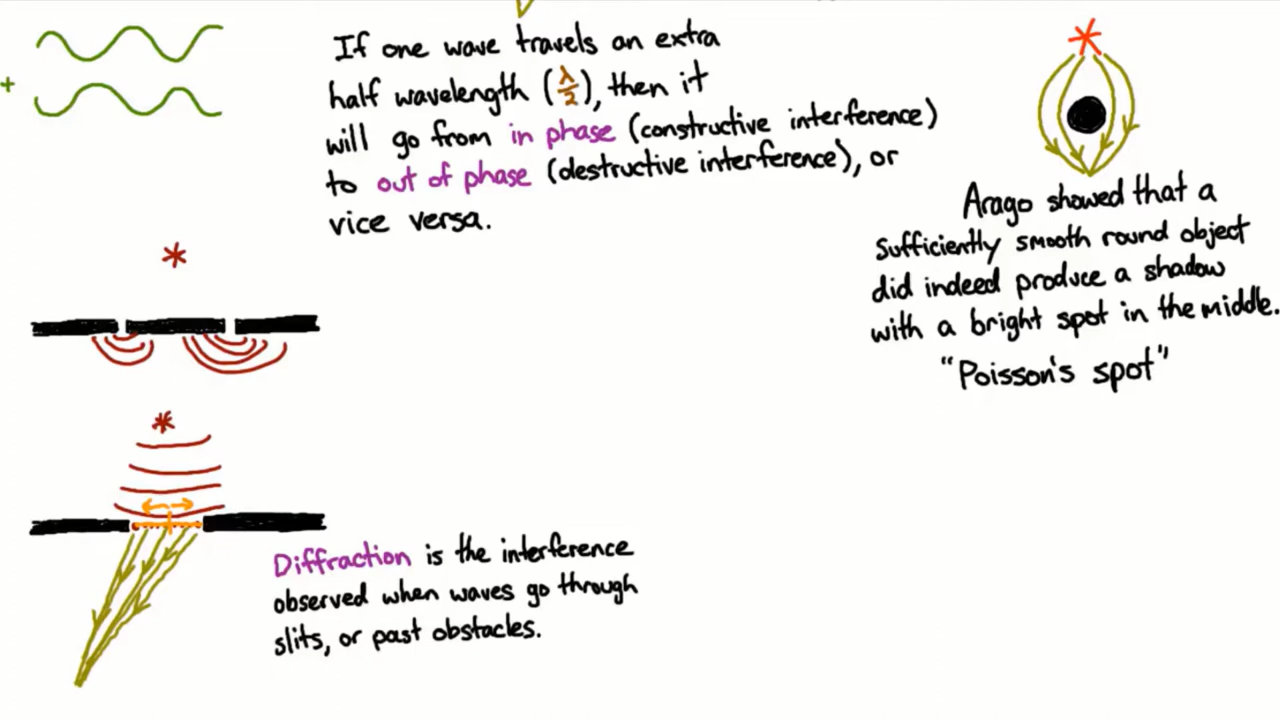 +
If one wave travels an extra
half wavelength (λ/2), then it
will go from in phase (constructive interference)
to out of phase (destructive interference), or
vice versa.
Arago showed that a
sufficiently smooth round object
did indeed produce a shadow
with a bright spot in the middle.
"Poisson's spot"
Diffraction is the interference
observed when waves go through
slits, or past obstacles.